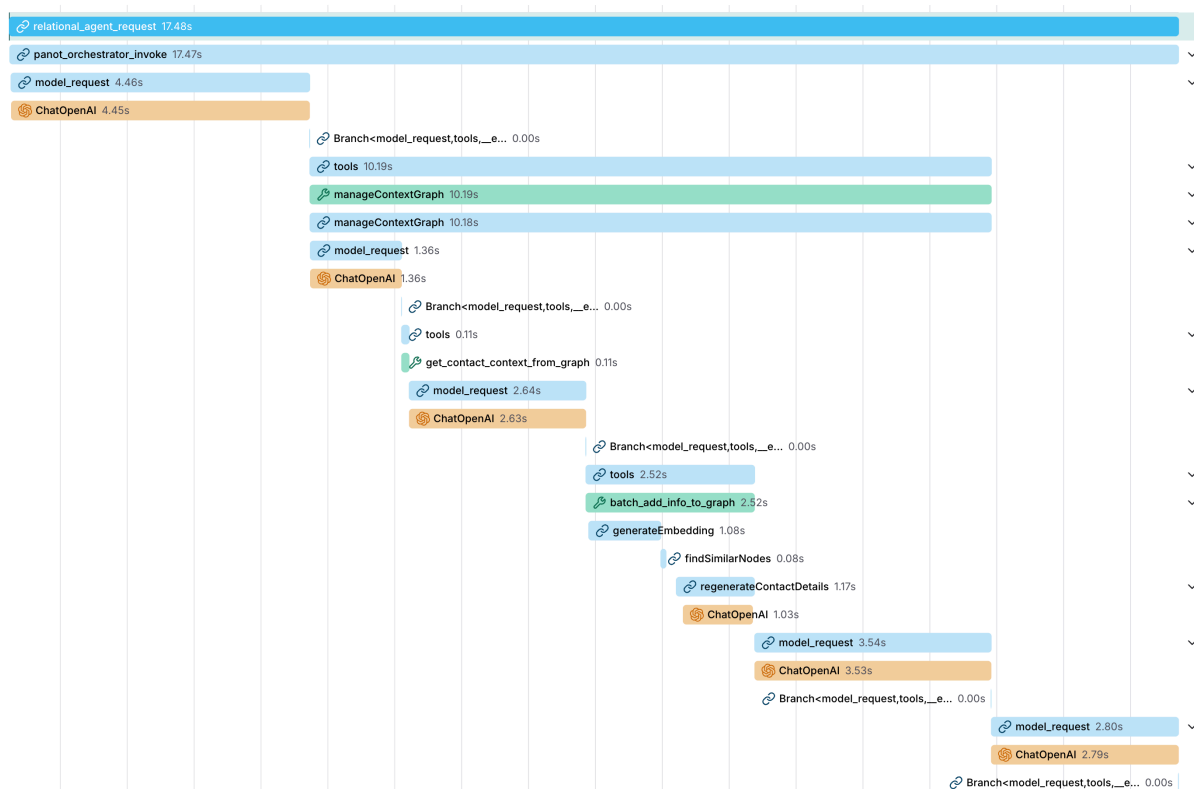 relational_agent_request 17.48s
panot_orchestrator_invoke 17.47s
model_request 4.46s
ChatOpenAI 4.45s
Branch<model_request,tools,__e... 0.00s
tools 10.19s
manageContextGraph 10.19s
manageContextGraph 10.18s
model_request 1.36s
ChatOpenAI 1.36s
Branch<model_request,tools,__e... 0.00s
tools 0.11s
get_contact_context_from_graph 0.11s
model_request 2.64s
ChatOpenAI 2.63s
Branch<model_request,tools,__e... 0.00s
tools 2.52s
batch_add_info_to_graph 2.52s
generateEmbedding 1.08s
findSimilarNodes 0.08s
regenerateContactDetails 1.17s
ChatOpenAI 1.03s
model_request 3.54s
ChatOpenAI 3.53s
Branch<model_request,tools,__e... 0.00s
model_request 2.80s
ChatOpenAI 2.79s
Branch<model_request,tools,__e... 0.00s